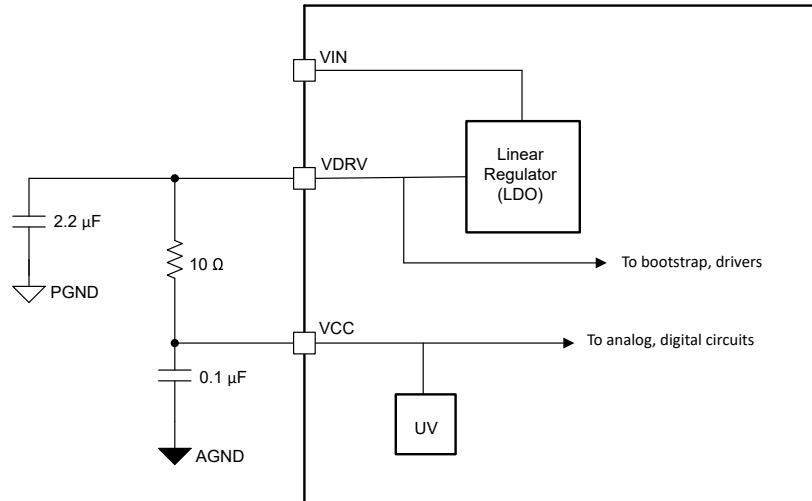 VIN
VDRV
Linear
Regulator
(LDO)
2.2 µF
10 Ω
To bootstrap, drivers
PGND
VCC
To analog, digital circuits
0.1 µF
UV
AGND